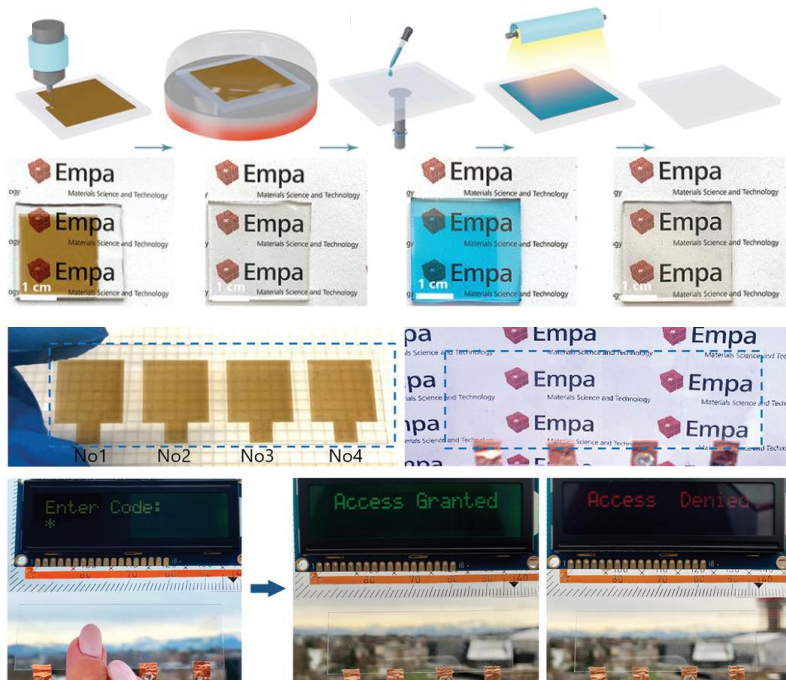 Empa
Materials Science and Technology
Empa
Materials Science and Technology
Empa
Materials Science and Technology
1 cm
Empa
Materials Science and Technology
Empa
Materials Science and Technology
Empa
Materials Science and Technology
1 cm
Empa
Materials Science and Technology
Empa
Materials Science and Technology
Empa
Materials Science and Technology
1 cm
Empa
Materials Science and Technology
Empa
Materials Science and Technology
Empa
Materials Science and Technology
1 cm
No1 No2 No3 No4
Empa
Materials Science and Technology
Empa
Materials Science and Technology
Empa
Materials Science and Technology
Empa
Empa
Empa
Enter Code:
*
Access Granted
Access Denied